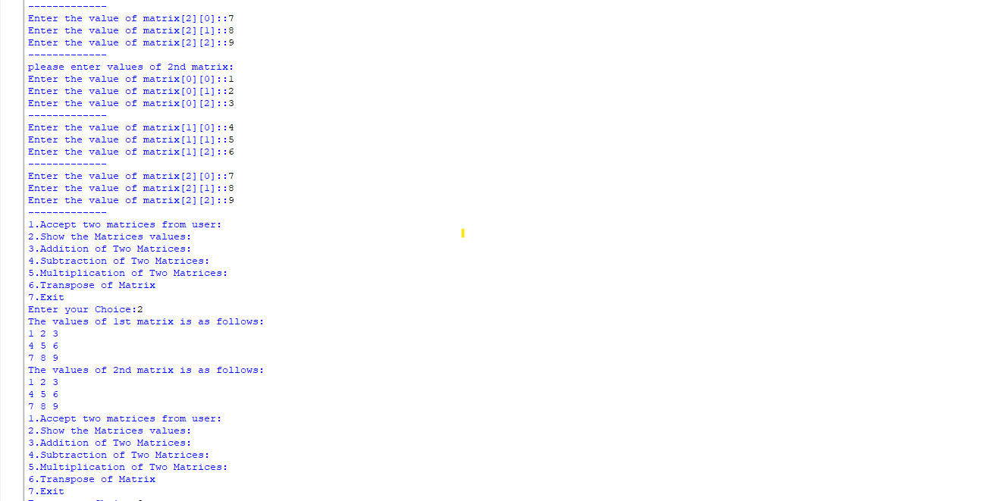 -------------
Enter the value of matrix[2][0]::7
Enter the value of matrix[2][1]::8
Enter the value of matrix[2][2]::9
-------------
please enter values of 2nd matrix:
Enter the value of matrix[0][0]::1
Enter the value of matrix[0][1]::2
Enter the value of matrix[0][2]::3
-------------
Enter the value of matrix[1][0]::4
Enter the value of matrix[1][1]::5
Enter the value of matrix[1][2]::6
-------------
Enter the value of matrix[2][0]::7
Enter the value of matrix[2][1]::8
Enter the value of matrix[2][2]::9
-------------
1.Accept two matrices from user:
2.Show the Matrices values:
3.Addition of Two Matrices:
4.Subtraction of Two Matrices:
5.Multiplication of Two Matrices:
6.Transpose of Matrix
7.Exit
Enter your Choice:2
The values of 1st matrix is as follows:
1 2 3
4 5 6
7 8 9
The values of 2nd matrix is as follows:
1 2 3
4 5 6
7 8 9
1.Accept two matrices from user:
2.Show the Matrices values:
3.Addition of Two Matrices:
4.Subtraction of Two Matrices:
5.Multiplication of Two Matrices:
6.Transpose of Matrix
7.Exit